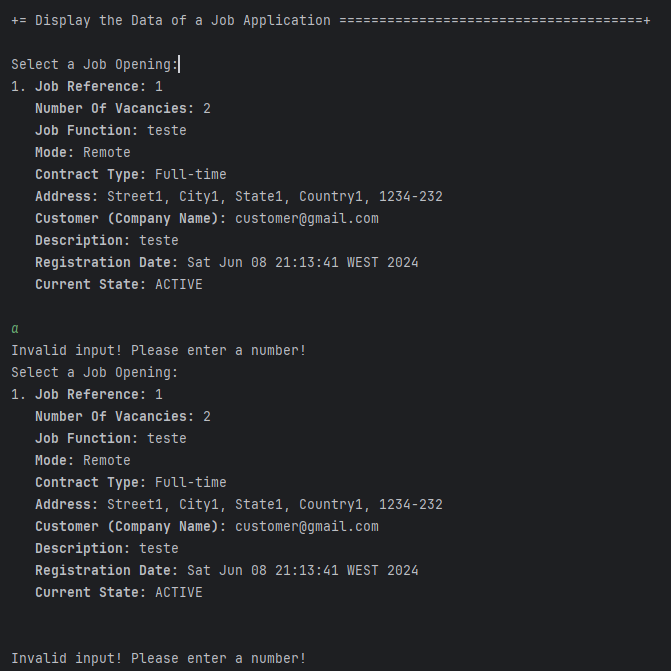 += Display the Data of a Job Application ======================================+
Select a Job Opening:
1. Job Reference: 1
Number Of Vacancies: 2
Job Function: teste
Mode: Remote
Contract Type: Full-time
Address: Street1, City1, State1, Country1, 1234-232
Customer (Company Name): customer@gmail.com
Description: teste
Registration Date: Sat Jun 08 21:13:41 WEST 2024
Current State: ACTIVE
a
Invalid input! Please enter a number!
Select a Job Opening:
1. Job Reference: 1
Number Of Vacancies: 2
Job Function: teste
Mode: Remote
Contract Type: Full-time
Address: Street1, City1, State1, Country1, 1234-232
Customer (Company Name): customer@gmail.com
Description: teste
Registration Date: Sat Jun 08 21:13:41 WEST 2024
Current State: ACTIVE
Invalid input! Please enter a number!